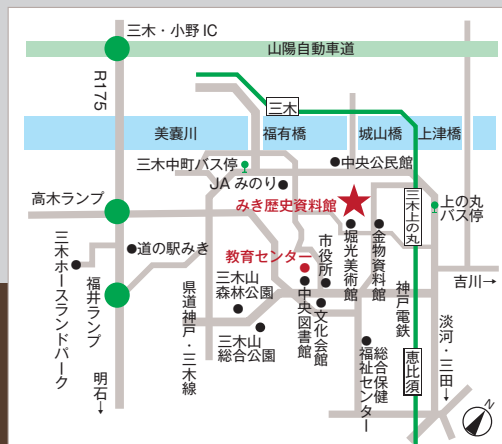 三木・小野IC
山陽自動車道
R175
三木
美嚢川
福有橋
城山橋
上津橋
三木中町バス停
中央公民館
JAみのり
みき歴史資料館
三木上の丸
上の丸
バス停
高木ランプ
道の駅みき
教育センター
市役所
堀光美術館
金物資料館
三木ホースランドパーク
福井ランプ
県道神戸・三木線
三木山
森林公園
中央図書館
文化会館
神戸電鉄
吉川→
三木山
総合公園
総合保健
福祉センター
恵比須
淡河・三田→
明石→
N